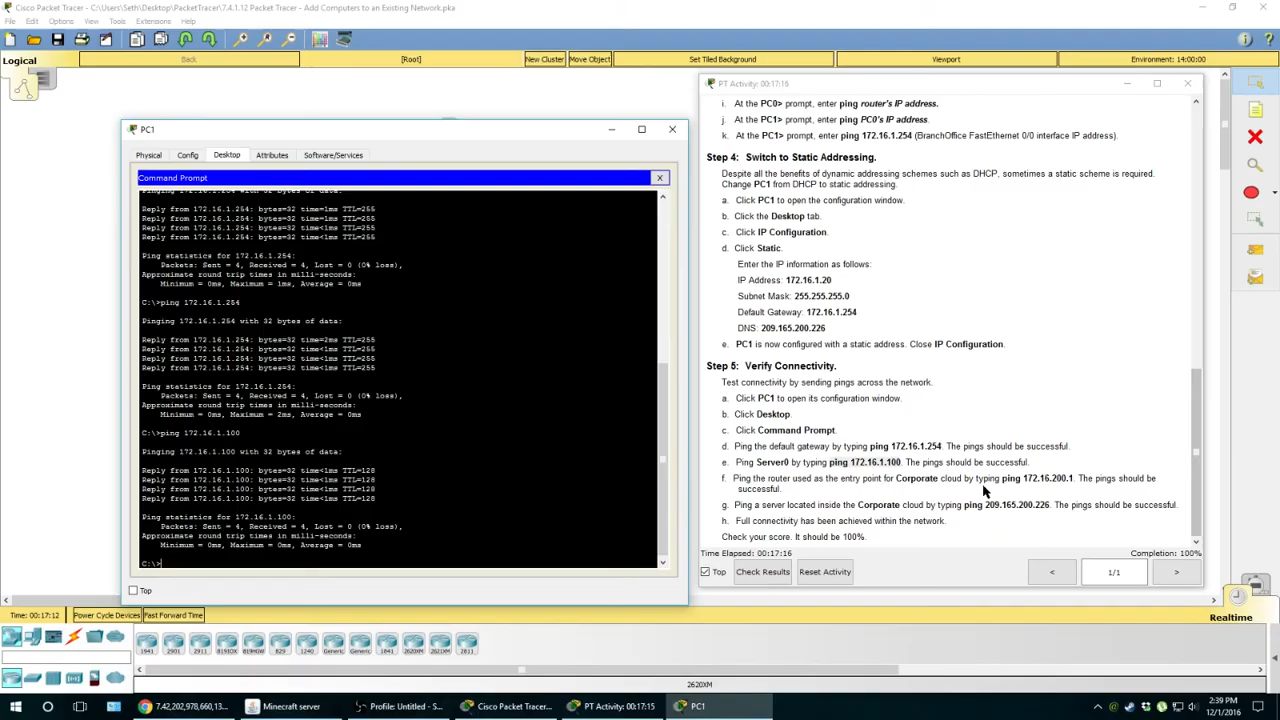 Cisco Packet Tracer - C:\Users\Seth\Desktop\PacketTracer\7.4.1.12 Packet Tracer - Add Computers to an Existing Network.pka
File Edit Options View Tools Extensions Help
Logical
Back
[Root]
New Cluster
Move Object
Set Tiled Background
Viewport
Environment: 14:00:00
PC1
Physical Config Desktop Attributes Software/Services
Command Prompt
X
Pinging 172.16.1.254 with 32 bytes of data:
Reply from 172.16.1.254: bytes=32 time=1ms TTL=255
Reply from 172.16.1.254: bytes=32 time=1ms TTL=255
Reply from 172.16.1.254: bytes=32 time<1ms TTL=255
Reply from 172.16.1.254: bytes=32 time<1ms TTL=255
Ping statistics for 172.16.1.254:
Packets: Sent = 4, Received = 4, Lost = 0 (0% loss),
Approximate round trip times in milli-seconds:
Minimum = 0ms, Maximum = 1ms, Average = 0ms
C:\>ping 172.16.1.254
Pinging 172.16.1.254 with 32 bytes of data:
Reply from 172.16.1.254: bytes=32 time=2ms TTL=255
Reply from 172.16.1.254: bytes=32 time<1ms TTL=255
Reply from 172.16.1.254: bytes=32 time<1ms TTL=255
Reply from 172.16.1.254: bytes=32 time<1ms TTL=255
Ping statistics for 172.16.1.254:
Packets: Sent = 4, Received = 4, Lost = 0 (0% loss),
Approximate round trip times in milli-seconds:
Minimum = 0ms, Maximum = 2ms, Average = 0ms
C:\>ping 172.16.1.100
Pinging 172.16.1.100 with 32 bytes of data:
Reply from 172.16.1.100: bytes=32 time<1ms TTL=128
Reply from 172.16.1.100: bytes=32 time<1ms TTL=128
Reply from 172.16.1.100: bytes=32 time<1ms TTL=128
Reply from 172.16.1.100: bytes=32 time<1ms TTL=128
Ping statistics for 172.16.1.100:
Packets: Sent = 4, Received = 4, Lost = 0 (0% loss),
Approximate round trip times in milli-seconds:
Minimum = 0ms, Maximum = 0ms, Average = 0ms
C:\>
Top
PT Activity: 00:17:16
i. At the PC0> prompt, enter ping router's IP address.
j. At the PC1> prompt, enter ping PC0's IP address.
k. At the PC1> prompt, enter ping 172.16.1.254 (BranchOffice FastEthernet 0/0 interface IP address).
Step 4: Switch to Static Addressing.
Despite all the benefits of dynamic addressing schemes such as DHCP, sometimes a static scheme is required.
Change PC1 from DHCP to static addressing.
a. Click PC1 to open the configuration window.
b. Click the Desktop tab.
c. Click IP Configuration.
d. Click Static.
Enter the IP information as follows:
IP Address: 172.16.1.20
Subnet Mask: 255.255.255.0
Default Gateway: 172.16.1.254
DNS: 209.165.200.226
e. PC1 is now configured with a static address. Close IP Configuration.
Step 5: Verify Connectivity.
Test connectivity by sending pings across the network.
a. Click PC1 to open its configuration window.
b. Click Desktop.
c. Click Command Prompt.
d. Ping the default gateway by typing ping 172.16.1.254. The pings should be successful.
e. Ping Server0 by typing ping 172.16.1.100. The pings should be successful.
f. Ping the router used as the entry point for Corporate cloud by typing ping 172.16.200.1. The pings should be
successful.
g. Ping a server located inside the Corporate cloud by typing ping 209.165.200.226. The pings should be successful.
h. Full connectivity has been achieved within the network.
Check your score. It should be 100%.
Time Elapsed: 00:17:16
Completion: 100%
Top
Check Results
Reset Activity
<
1/1
>
Time: 00:17:12
Power Cycle Devices
Fast Forward Time
Realtime
1941 2901 2911 819IOX 819HGW 829 1240 Generic Generic 1841 2620XM 2621XM 2811
2620XM
7.42,202,978,660,13...
Minecraft server
Profile: Untitled - S...
Cisco Packet Tracer...
PT Activity: 00:17:15
PC1
2:39 PM
12/1/2016